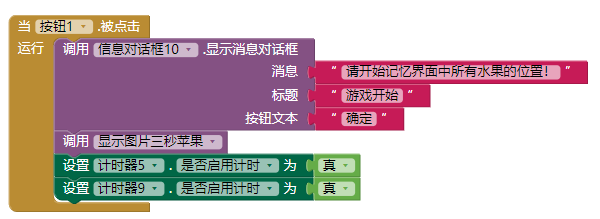 当 按钮1 .被点击
运行 调用 信息对话框10 .显示消息对话框
消息 “ 请开始记忆界面中所有水果的位置！ ”
标题 “ 游戏开始 ”
按钮文本 “ 确定 ”
调用 显示图片三秒苹果
设置 计时器5 . 是否启用计时 为 真
设置 计时器9 . 是否启用计时 为 真